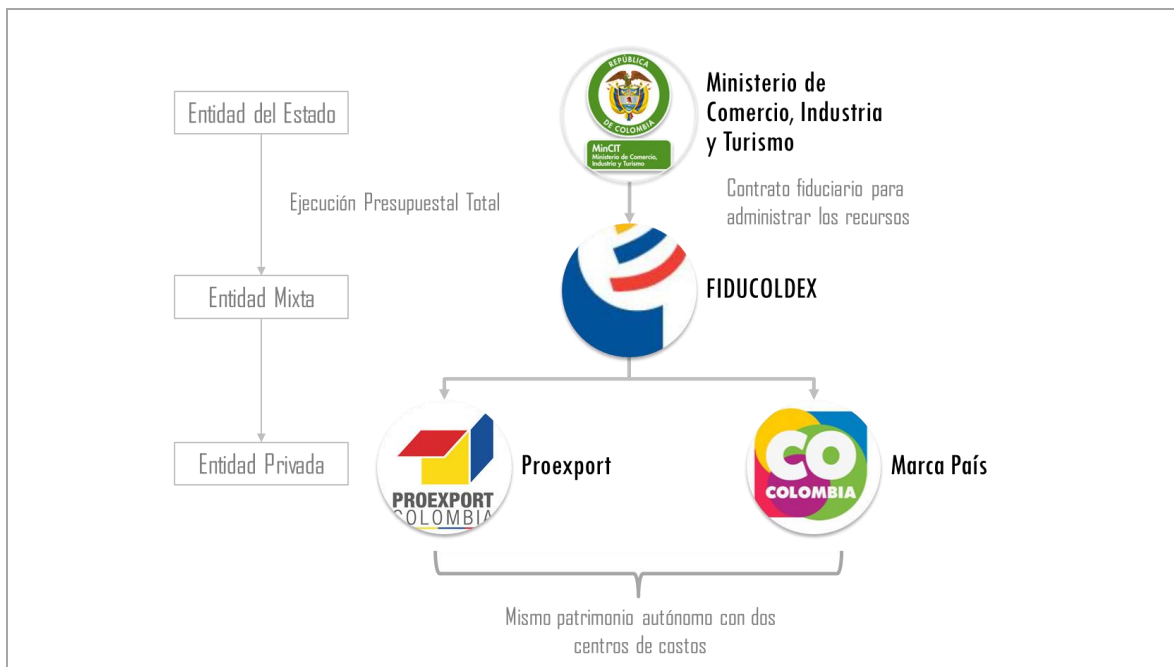 Entidad del Estado
Ejecución Presupuestal Total
Entidad Mixta
Entidad Privada
REPÚBLICA
DE COLOMBIA
MinCIT
Ministerio de Comercio,
Industria y Turismo
Ministerio de
Comercio, Industria
y Turismo
Contrato fiduciario para
administrar los recursos
FIDUCOLDEX
PROEXPORT
COLOMBIA
Proexport
CO
COLOMBIA
Marca País
Mismo patrimonio autónomo con dos
centros de costos